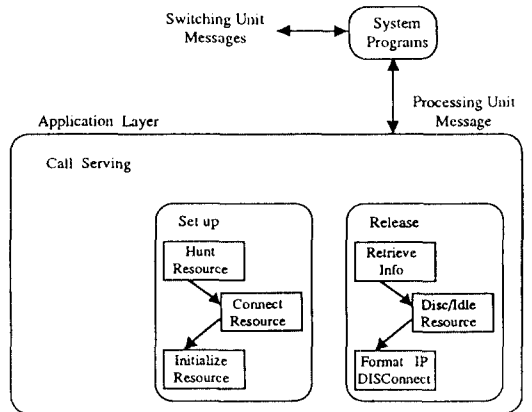 Switching Unit
Messages
System
Programs
Processing Unit
Message
Application Layer
Call Serving
Set up
Hunt
Resource
Connect
Resource
Initialize
Resource
Release
Retrieve
Info
Disc/Idle
Resource
Format IP
DISConnect